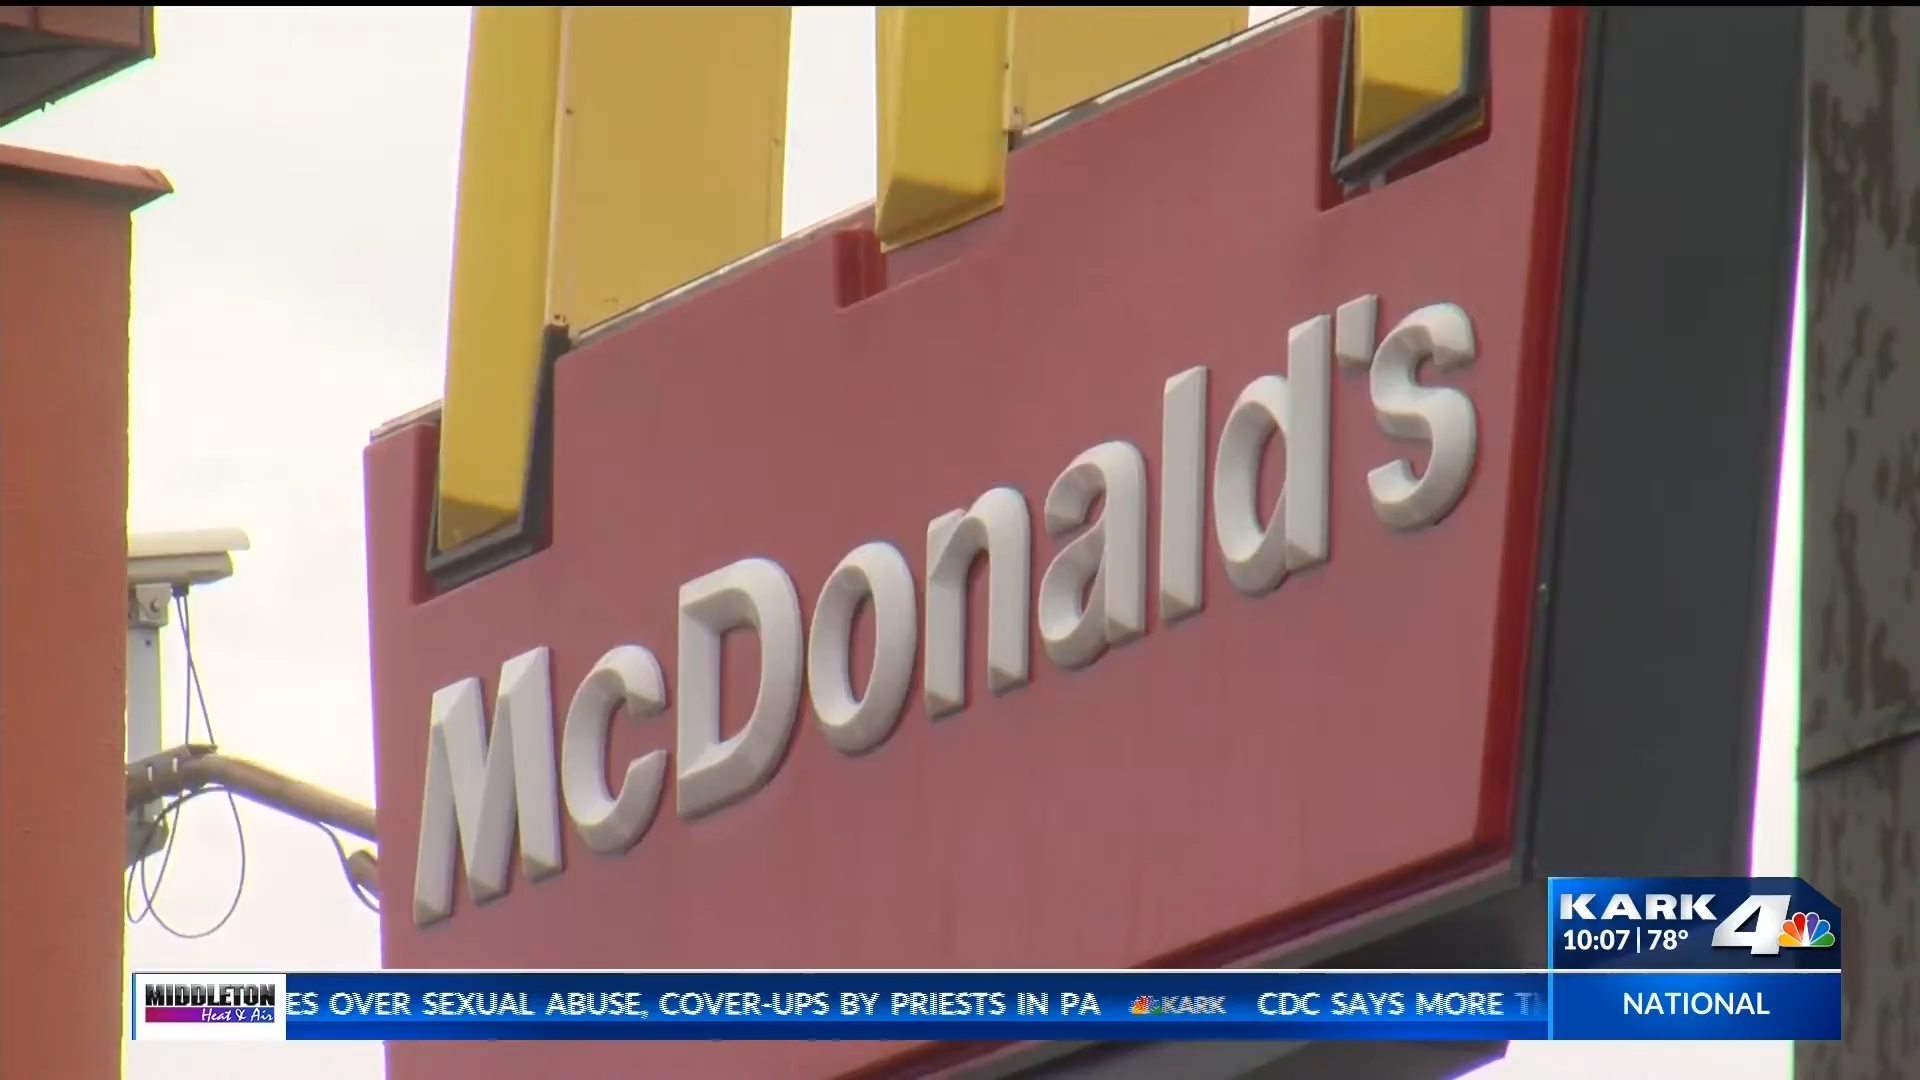 McDonald's
KARK 4
10:07 | 78°
MIDDLETON
Heat & Air
ES OVER SEXUAL ABUSE, COVER-UPS BY PRIESTS IN PA KARK CDC SAYS MORE
NATIONAL